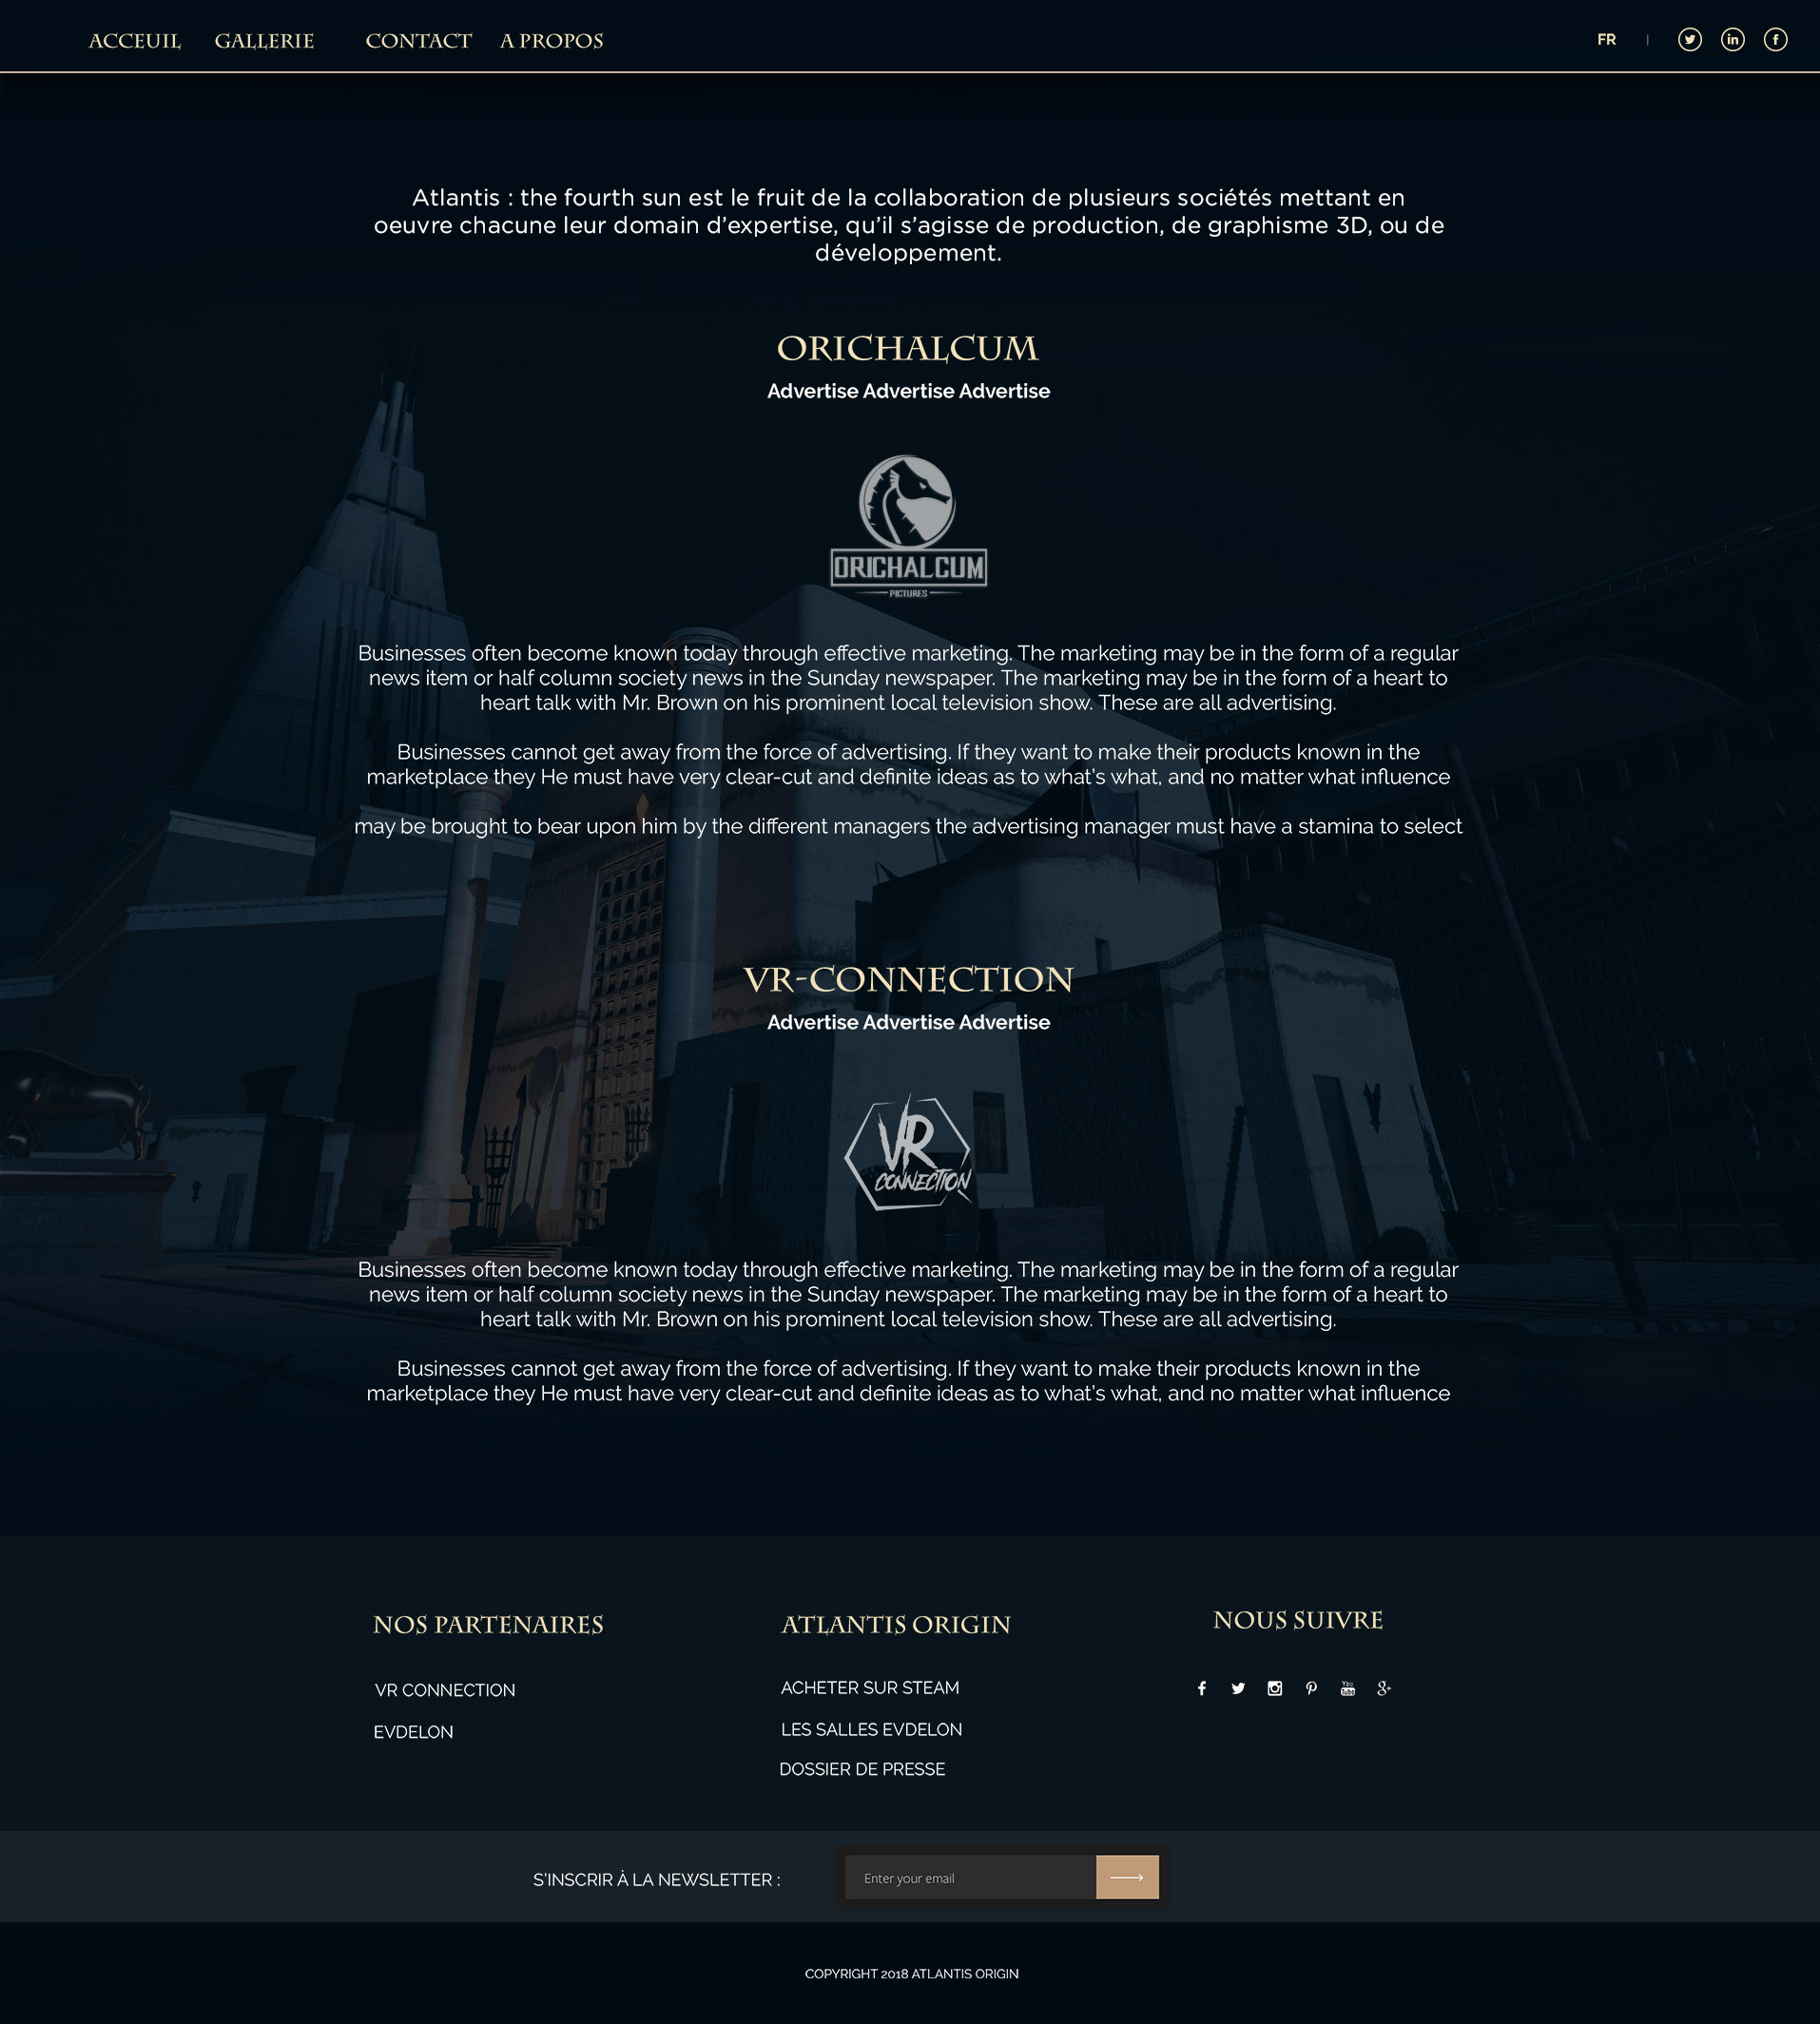 ACCEUIL GALLERIE CONTACT A PROPOS FR |
Atlantis : the fourth sun est le fruit de la collaboration de plusieurs sociétés mettant en
oeuvre chacune leur domain d’expertise, qu’il s’agisse de production, de graphisme 3D, ou de
développement.
ORICHALCUM
Advertise Advertise Advertise
ORICHALCUM
PICTURES
Businesses often become known today through effective marketing. The marketing may be in the form of a regular
news item or half column society news in the Sunday newspaper. The marketing may be in the form of a heart to
heart talk with Mr. Brown on his prominent local television show. These are all advertising.
Businesses cannot get away from the force of advertising. If they want to make their products known in the
marketplace they He must have very clear-cut and definite ideas as to what’s what, and no matter what influence
may be brought to bear upon him by the different managers the advertising manager must have a stamina to select
VR-CONNECTION
Advertise Advertise Advertise
VR
CONNECTION
Businesses often become known today through effective marketing. The marketing may be in the form of a regular
news item or half column society news in the Sunday newspaper. The marketing may be in the form of a heart to
heart talk with Mr. Brown on his prominent local television show. These are all advertising.
Businesses cannot get away from the force of advertising. If they want to make their products known in the
marketplace they He must have very clear-cut and definite ideas as to what’s what, and no matter what influence
NOS PARTENAIRES
VR CONNECTION
EVDELON
ATLANTIS ORIGIN
ACHETER SUR STEAM
LES SALLES EVDELON
DOSSIER DE PRESSE
NOUS SUIVRE
S’INSCRIR À LA NEWSLETTER :
Enter your email
COPYRIGHT 2018 ATLANTIS ORIGIN